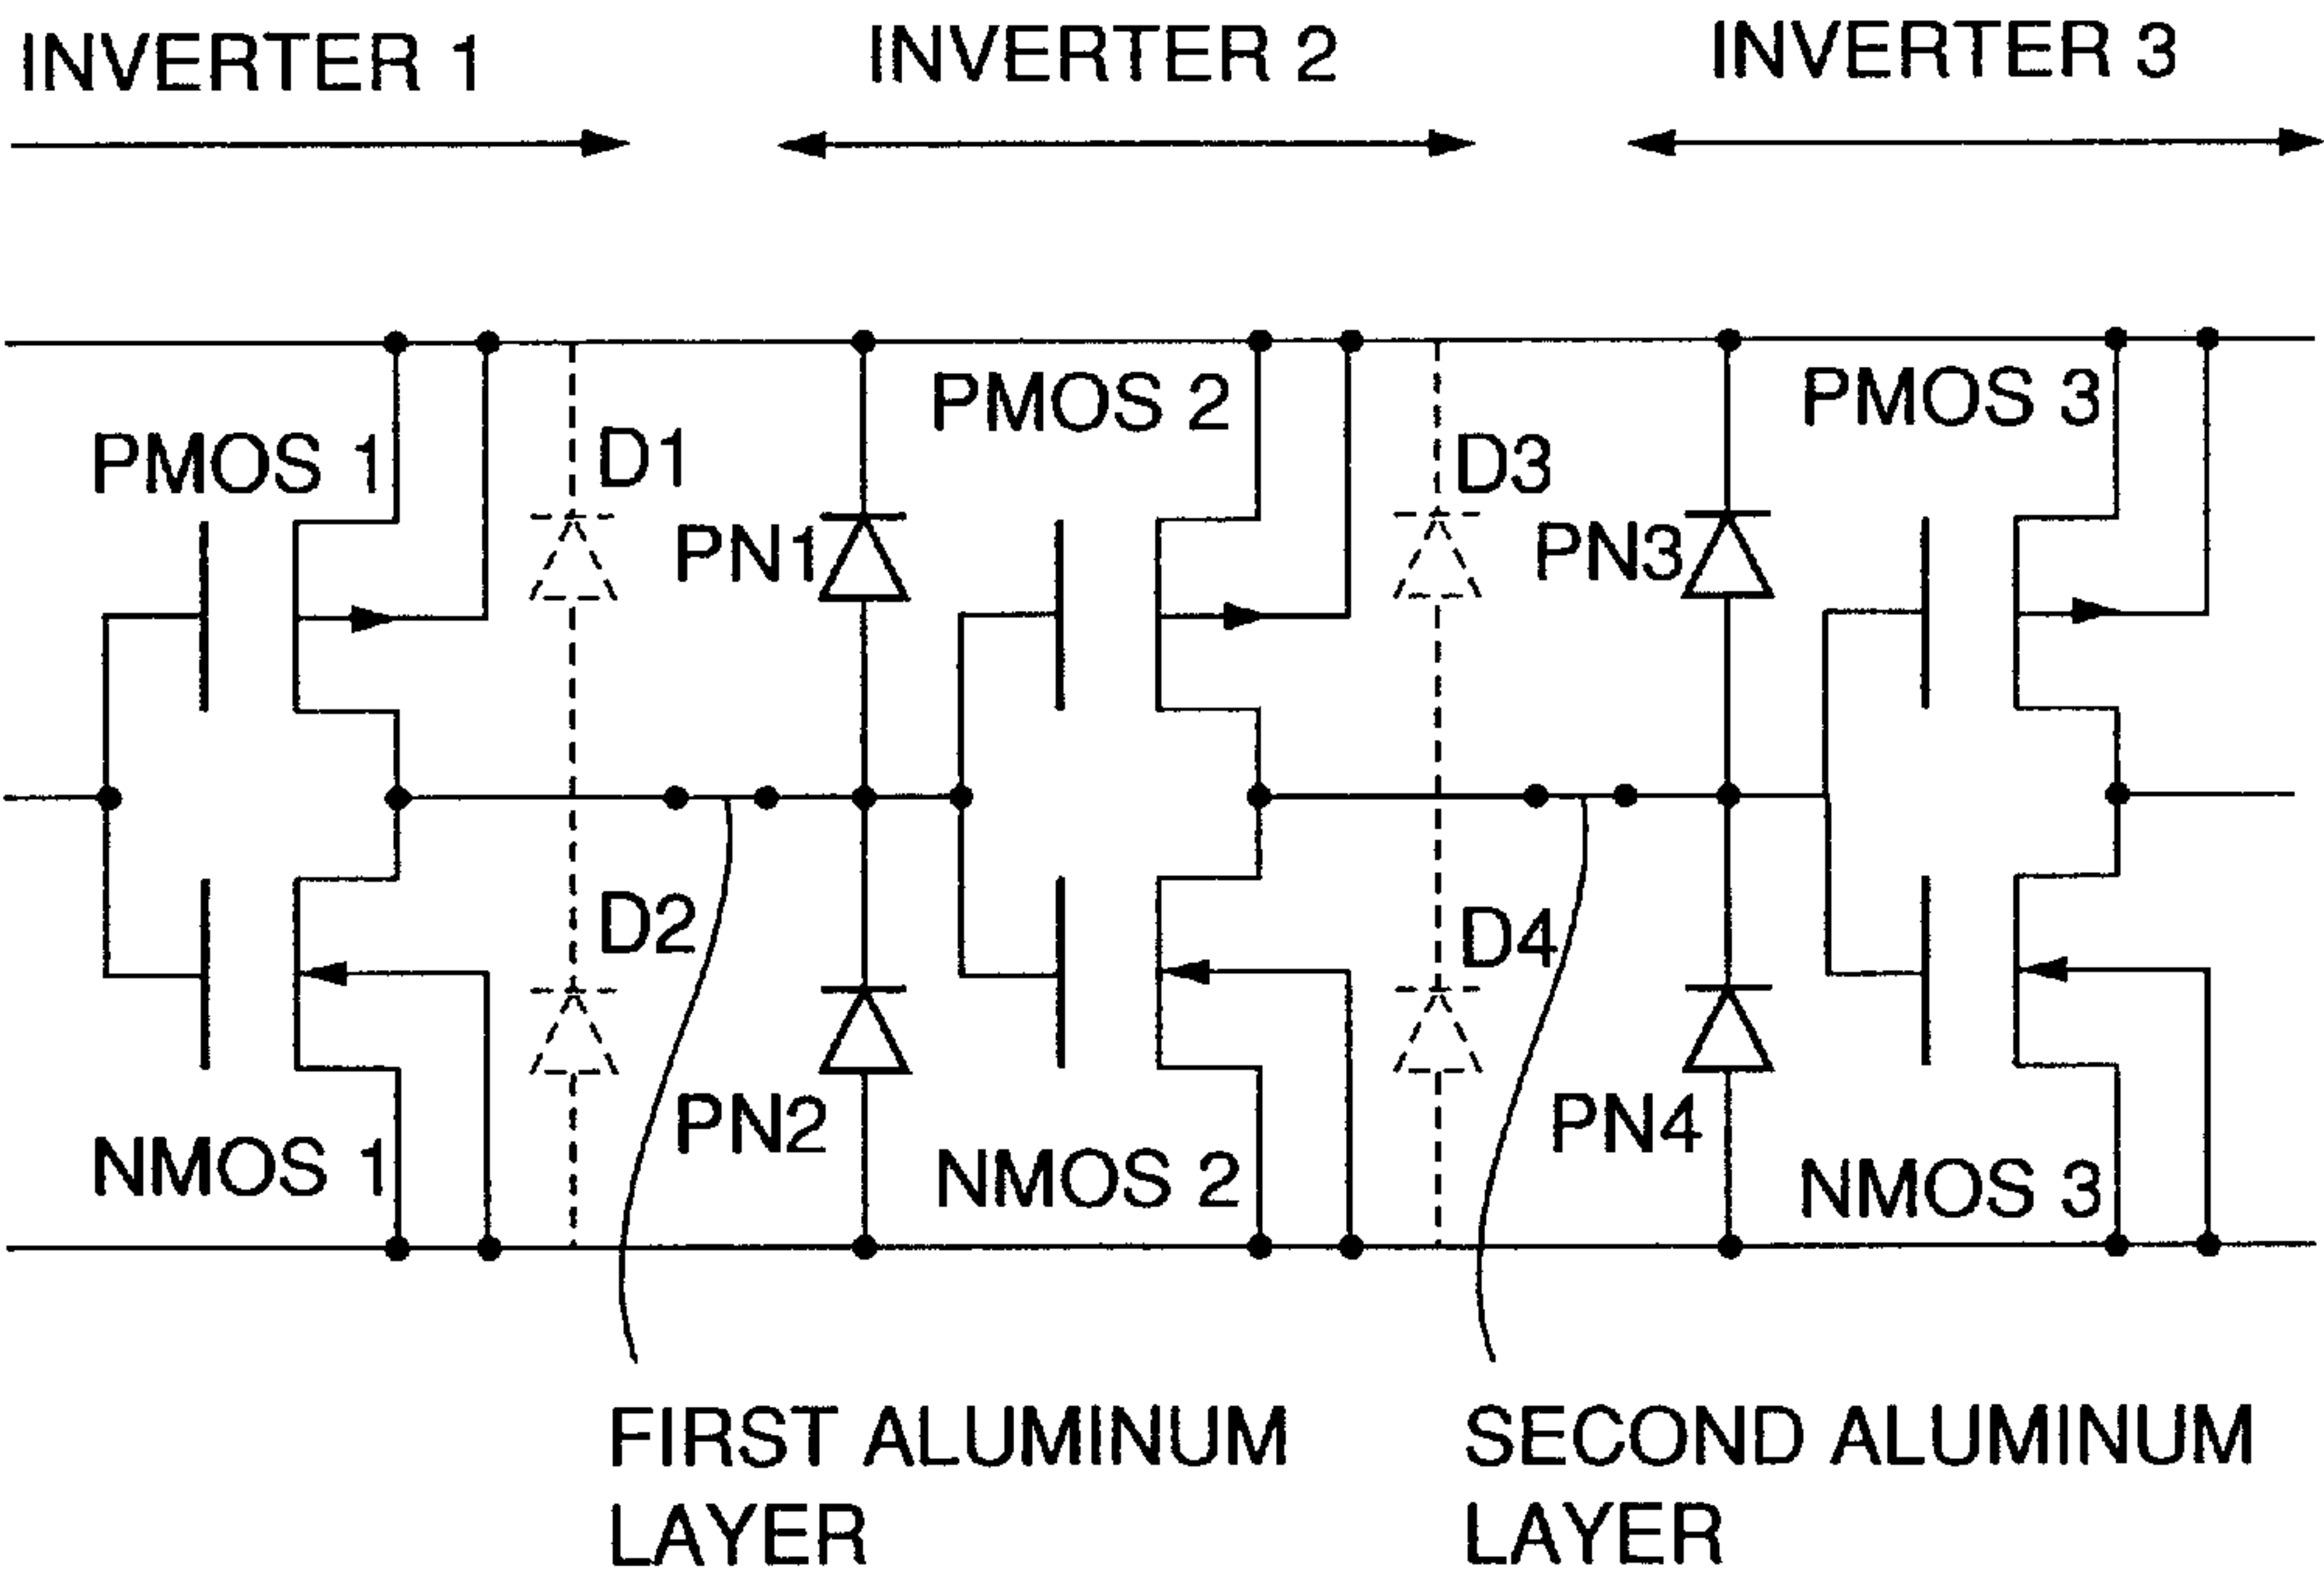 INVERTER 1
INVERTER 2
INVERTER 3
PMOS 1
D1
PN1
PMOS 2
D3
PN3
PMOS 3
D2
PN2
NMOS 1
NMOS 2
D4
PN4
NMOS 3
FIRST ALUMINUM
LAYER
SECOND ALUMINUM
LAYER